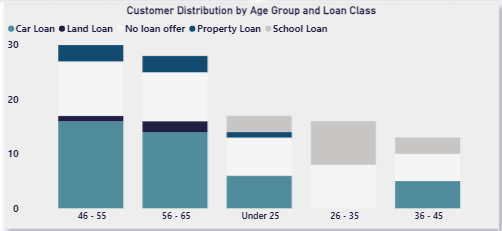 Customer Distribution by Age Group and Loan Class
Car Loan Land Loan No loan offer Property Loan School Loan
30
20
10
0
46 - 55 56 - 65 Under 25 26 - 35 36 - 45